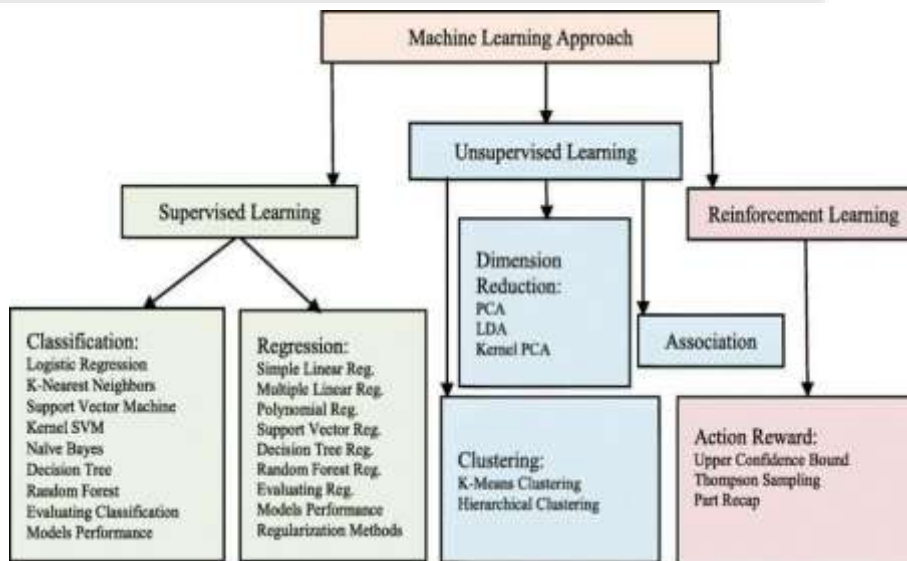 Machine Learning Approach
Unsupervised Learning
Supervised Learning
Reinforcement Learning
Classification:
Logistic Regression
K-Nearest Neighbors
Support Vector Machine
Kernel SVM
Naïve Bayes
Decision Tree
Random Forest
Evaluating Classification
Models Performance
Regression:
Simple Linear Reg.
Multiple Linear Reg.
Polynomial Reg.
Support Vector Reg.
Decision Tree Reg.
Random Forest Reg.
Evaluating Reg.
Models Performance
Regularization Methods
Dimension
Reduction:
PCA
LDA
Kernel PCA
Association
Clustering:
K-Means Clustering
Hierarchical Clustering
Action Reward:
Upper Confidence Bound
Thompson Sampling
Part Recap